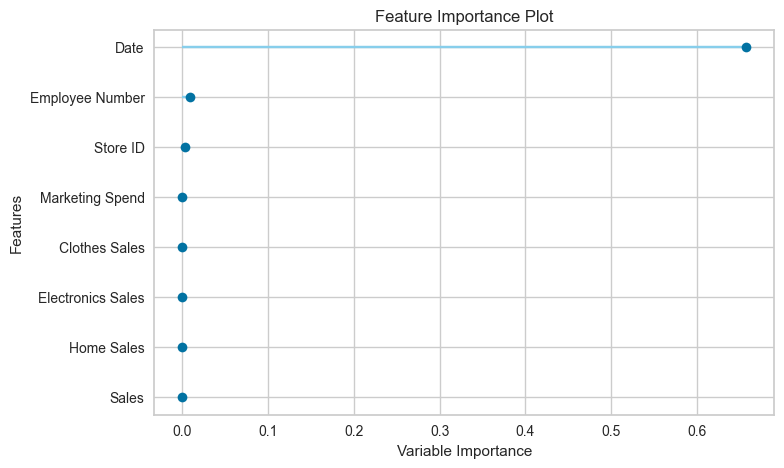 Feature Importance Plot
Date
Employee Number
Store ID
Marketing Spend
Clothes Sales
Electronics Sales
Home Sales
Sales
Features
0.0 0.1 0.2 0.3 0.4 0.5 0.6
Variable Importance